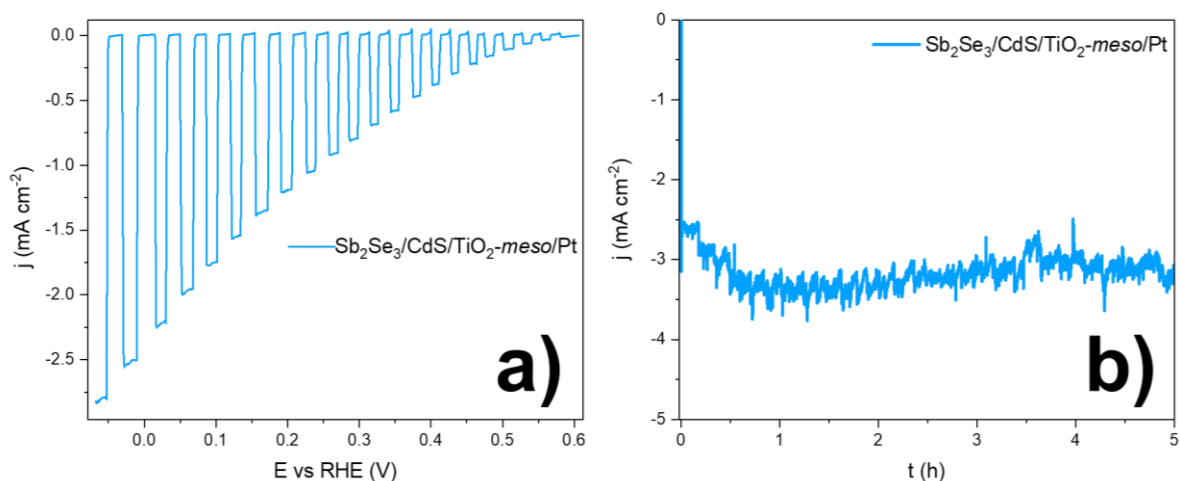 0.0
-0.5
-1.0
-1.5
-2.0
-2.5
j (mA cm⁻²)
Sb₂Se₃/CdS/TiO₂-meso/Pt
a)
0.0 0.1 0.2 0.3 0.4 0.5 0.6
E vs RHE (V)
0
-1
-2
-3
-4
-5
j (mA cm⁻²)
Sb₂Se₃/CdS/TiO₂-meso/Pt
b)
0 1 2 3 4 5
t (h)